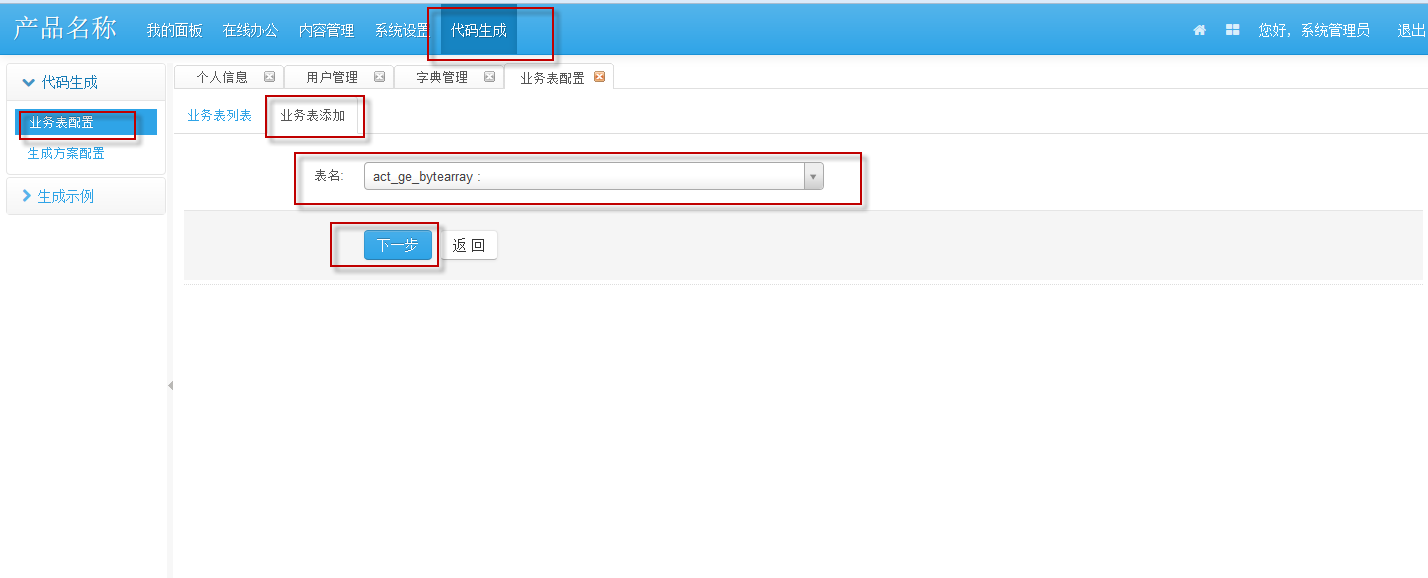 产品名称 我的面板 在线办公 内容管理 系统设置 代码生成 您好，系统管理员 退出
代码生成
业务表配置
生成方案配置
生成示例
个人信息 用户管理 字典管理 业务表配置
业务表列表 业务表添加
表名: act_ge_bytearray :
下一步 返 回